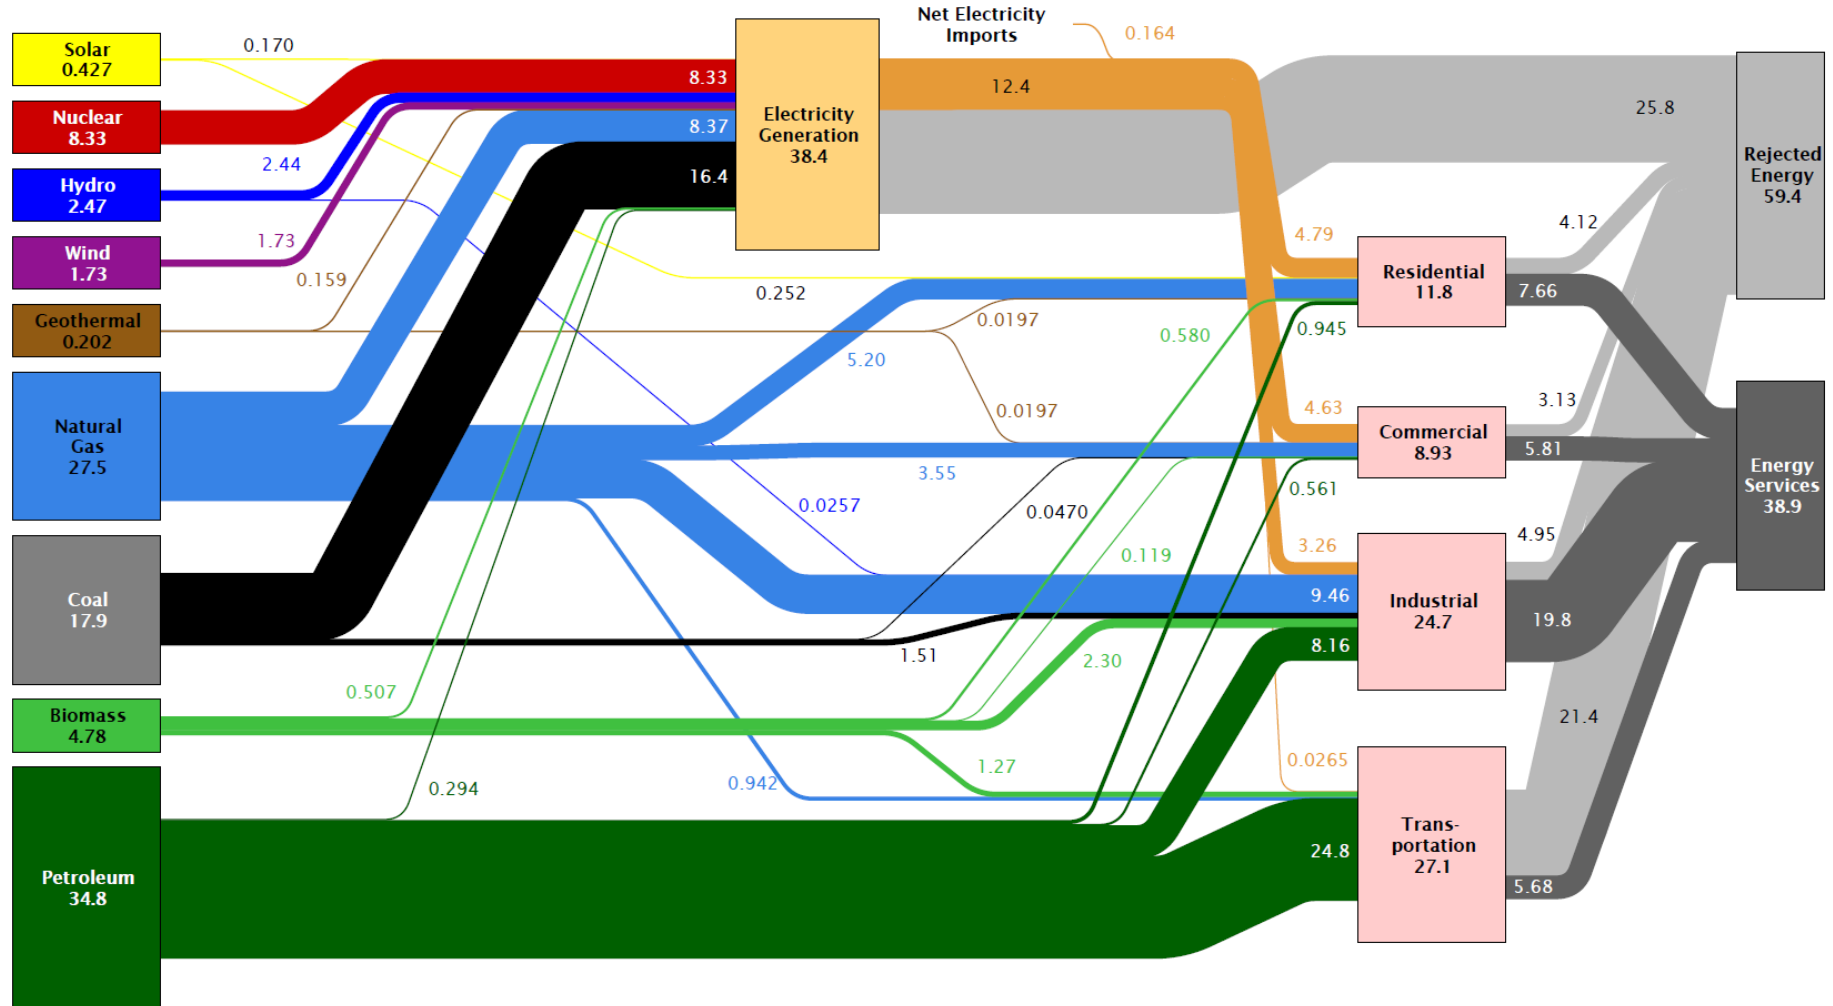 Net Electricity
Imports
0.164
Solar
0.427
0.170
Nuclear
8.33
8.33
Hydro
2.47
2.44
Wind
1.73
1.73
Geothermal
0.202
0.159
Natural
Gas
27.5
8.37
Coal
17.9
16.4
Biomass
4.78
0.507
Petroleum
34.8
0.294
Electricity
Generation
38.4
12.4
25.8
0.252
0.0197
5.20
0.0197
3.55
0.0257
0.0470
0.119
0.580
0.945
0.561
1.51
2.30
1.27
0.942
4.79
4.63
3.26
9.46
8.16
0.0265
24.8
Residential
11.8
Commercial
8.93
Industrial
24.7
Trans-
portation
27.1
4.12
7.66
3.13
5.81
4.95
19.8
21.4
5.68
Rejected
Energy
59.4
Energy
Services
38.9